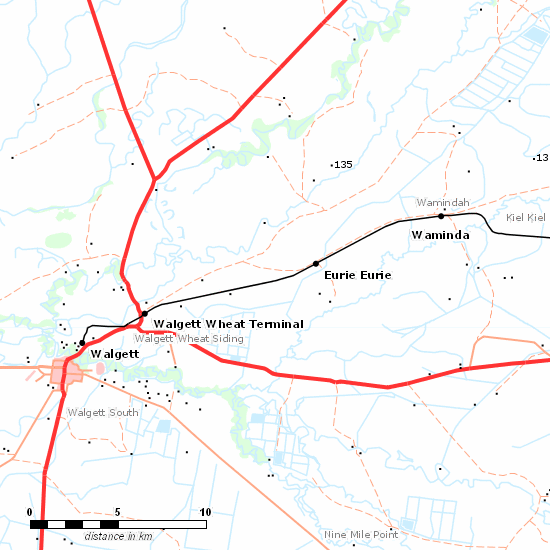 135
13
Wamindah
Kiel Kiel
Waminda
Eurie Eurie
Walgett Wheat Terminal
Walgett Wheat Siding
Walgett
Walgett South
0 5 10
distance in km
Nine Mile Point